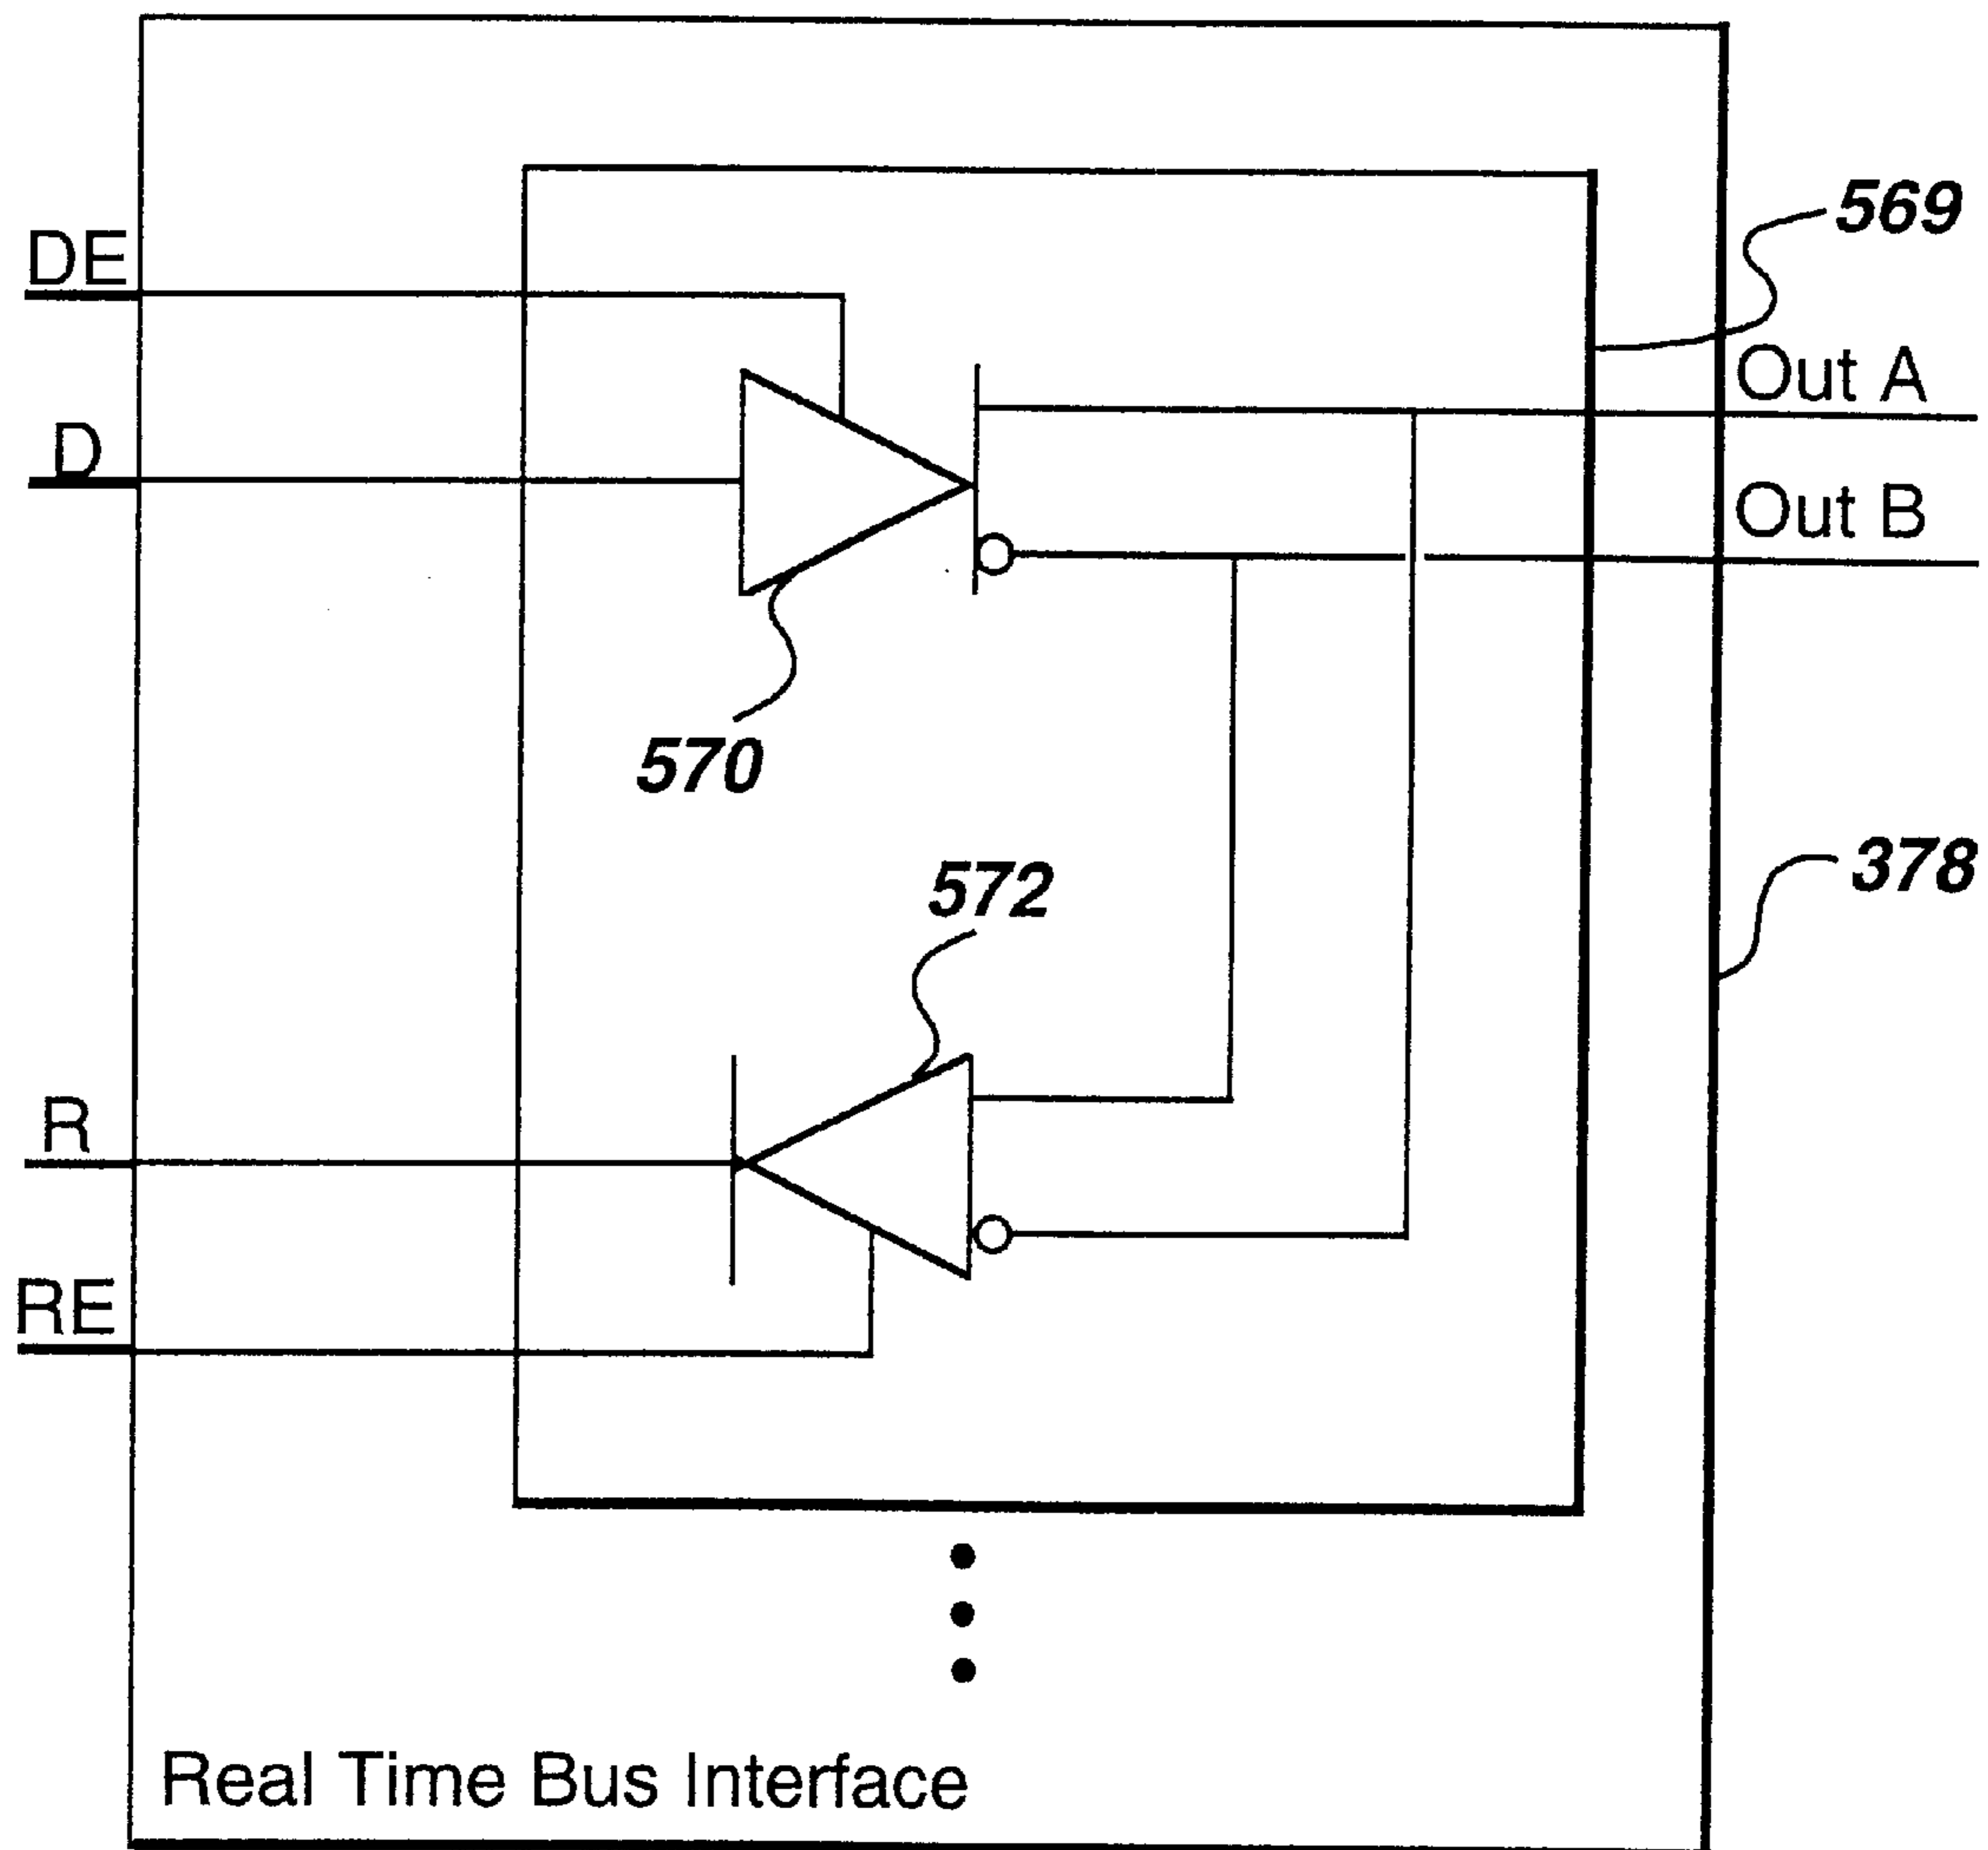 DE
569
Out A
D
Out B
570
378
572
R
RE
Real Time Bus Interface